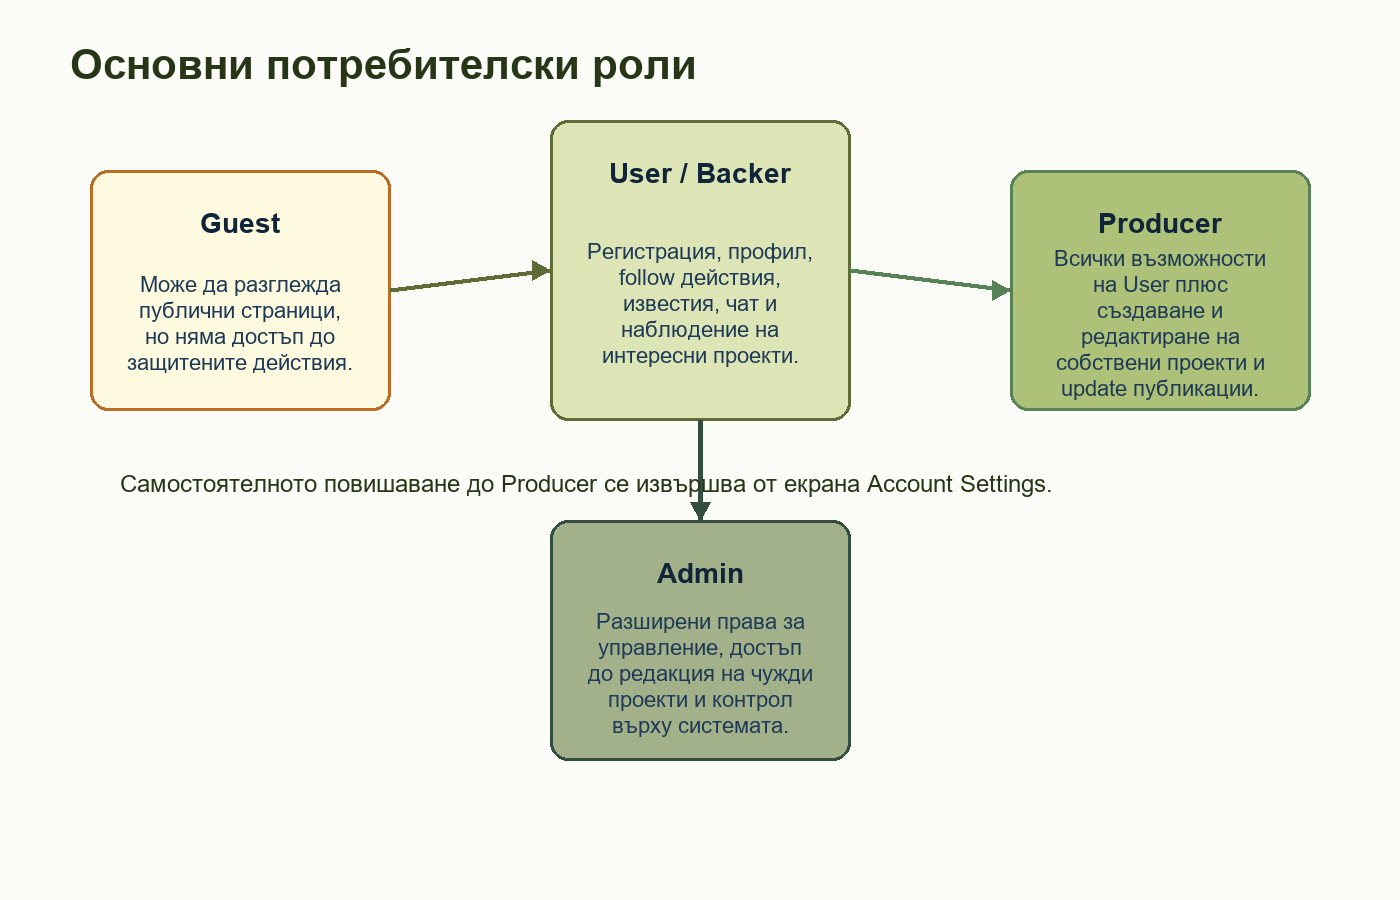 Основни потребителски роли
Guest
Може да разглежда
публични страници,
но няма достъп до
защитените действия.
User / Backer
Регистрация, профил,
follow действия,
известия, чат и
наблюдение на
интересни проекти.
Producer
Всички възможности
на User плюс
създаване и
редактиране на
собствени проекти и
update публикации.
Самостоятелното повишаване до Producer се извършва от екрана Account Settings.
Admin
Разширени права за
управление, достъп
до редакция на чужди
проекти и контрол
върху системата.